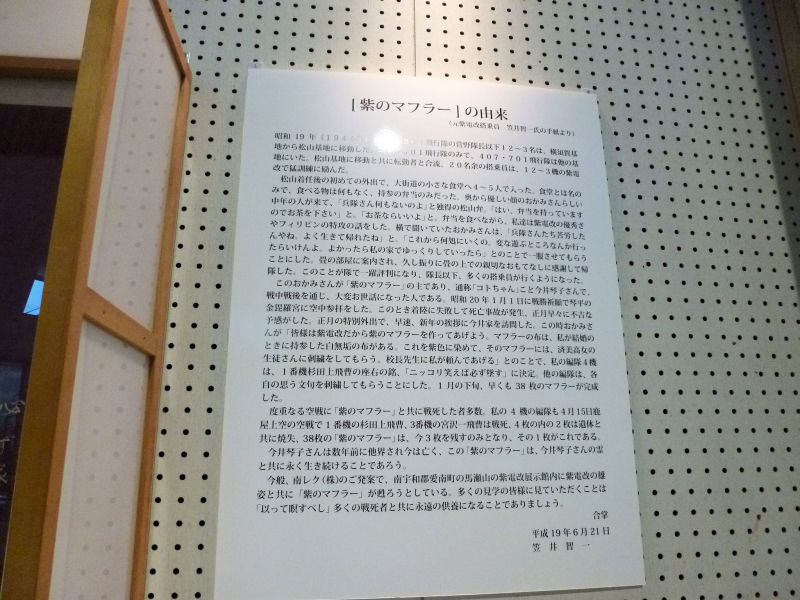 [紫のマフラー]の由来
(元紫電改搭乗員 笠井智一氏の手紙より)
昭和19年(194 飛行隊の菅野隊長以下12～3名は、横須賀基
地から松山基地に移動した。 01飛行隊のみで、407・701飛行隊は他の基
地にいた。松山基地に移動と共に転勤者と合流、20名余の搭乗員は、12～3機の紫電
改で猛訓練に励んだ。
松山着任後の初めての外出で、大街道の小さな食堂へ4～5人で入った。食堂とは名の
みで、食べる物は何もなく、持参の弁当のみだった。奥から優しい顔のおかみさんらしい
中年の人が来て、「兵隊さん何もないのよ」と独得の松山弁。「はい、弁当を持っています
のでお茶を下さい」と。「お茶ならいいよ」と。弁当を食べながら、私達は紫電改の優秀さ
やフィリピンの特攻の話をした。横で聞いていたおかみさんは、「兵隊さんたち苦労した
んやね。よく生きて帰れたね」と、「これから何処にいくの。変な遊ぶところなんか行っ
たらいけんよ。よかったら私の家でゆっくりしていったら」とのことで一服させてもらう
ことにした。畳の部屋に案内され、久し振りに畳の上での親切なおもてなしに感謝して帰
隊した。このことが隊で一躍評判になり、隊長以下、多くの搭乗員が行くようになった。
このおかみさんが「紫のマフラー」の主であり、通称「コトちゃん」こと今井琴子さんで、
戦中戦後を通じ、大変お世話になった人である。昭和20年1月1日に戦勝祈願で琴平の
金毘羅宮に空中参拝をした。このとき着陸に失敗して死亡事故が発生、正月早々に不吉な
予感がした。正月の特別外出で、早速、新年の挨拶に今井家を訪問した。この時おかみさ
んが「皆様は紫電改だから紫のマフラーを作ってあげよう。マフラーの布は、私が結婚の
ときに持参した白無垢の布がある。これを紫色に染めて、そのマフラーには、済美高女の
生徒さんに刺繍をしてもらう。校長先生に私が頼んであげる」とのことで、私の編隊4機
は、1番機杉田上飛曹の座右の銘、「ニッコリ笑えば必ず墜す」に決定。他の編隊は、各
自の思う文句を刺繍してもらうことにした。1月の下旬、早くも38枚のマフラーが完成
した。
度重なる空戦に「紫のマフラー」と共に戦死した者多数。私の4機の編隊も4月15日鹿
屋上空の空戦で1番機の杉田上飛曹、3番機の宮沢一飛曹は戦死、4枚の内の2枚は遺体と
共に焼失、38枚の「紫のマフラー」は、今3枚を残すのみとなり、その1枚がこれである。
今井琴子さんは数年前に他界され今は亡く、この「紫のマフラー」は、今井琴子さんの霊
と共に永く生き続けることであろう。
今般、南レク(株)のご発案で、南宇和郡愛南町の馬瀬山の紫電改展示館内に紫電改の雄
姿と共に「紫のマフラー」が甦ろうとしている。多くの見学の皆様に見ていただくことは
「以って瞑すべし」多くの戦死者と共に永遠の供養になることでありましょう。
合掌
平成19年6月21日
笠井智一